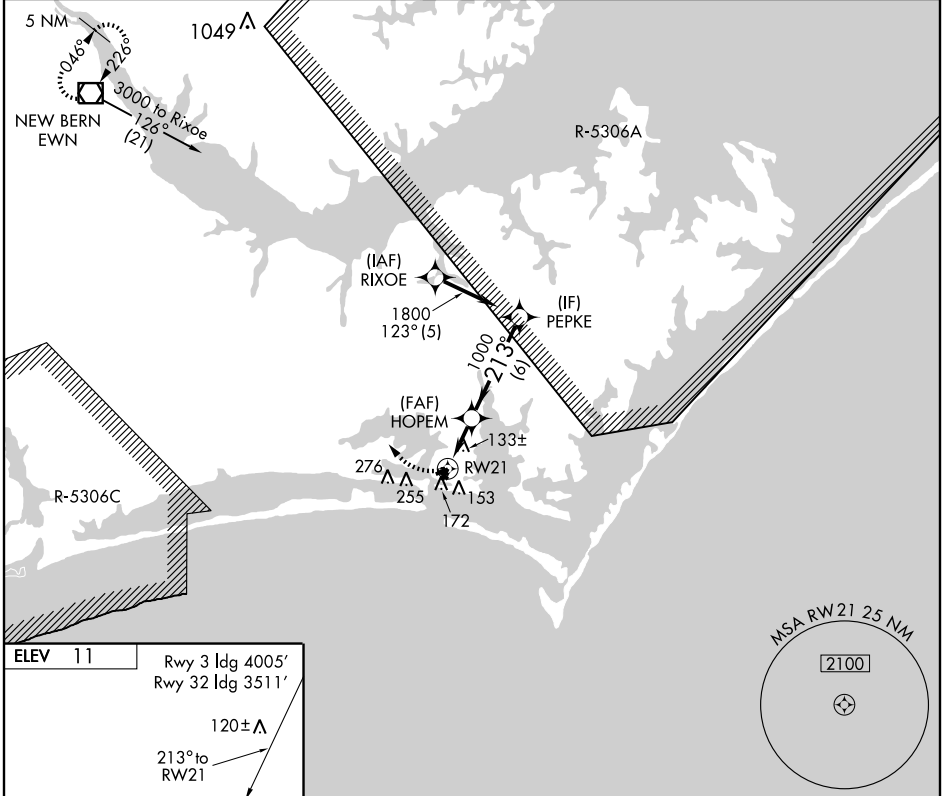 5 NM
046°
226°
NEW BERN
EWN
3000 to Rixoe
126°
(21)
1049
R-5306A
(IAF)
RIXOE
1800
123° (5)
(IF)
PEPKE
1000
213°
(6)
(FAF)
HOPEM
133±
RW21
276
255
153
172
R-5306C
MSA RW21 25 NM
2100
ELEV 11
Rwy 3 ldg 4005'
Rwy 32 ldg 3511'
120±
213° to
RW21